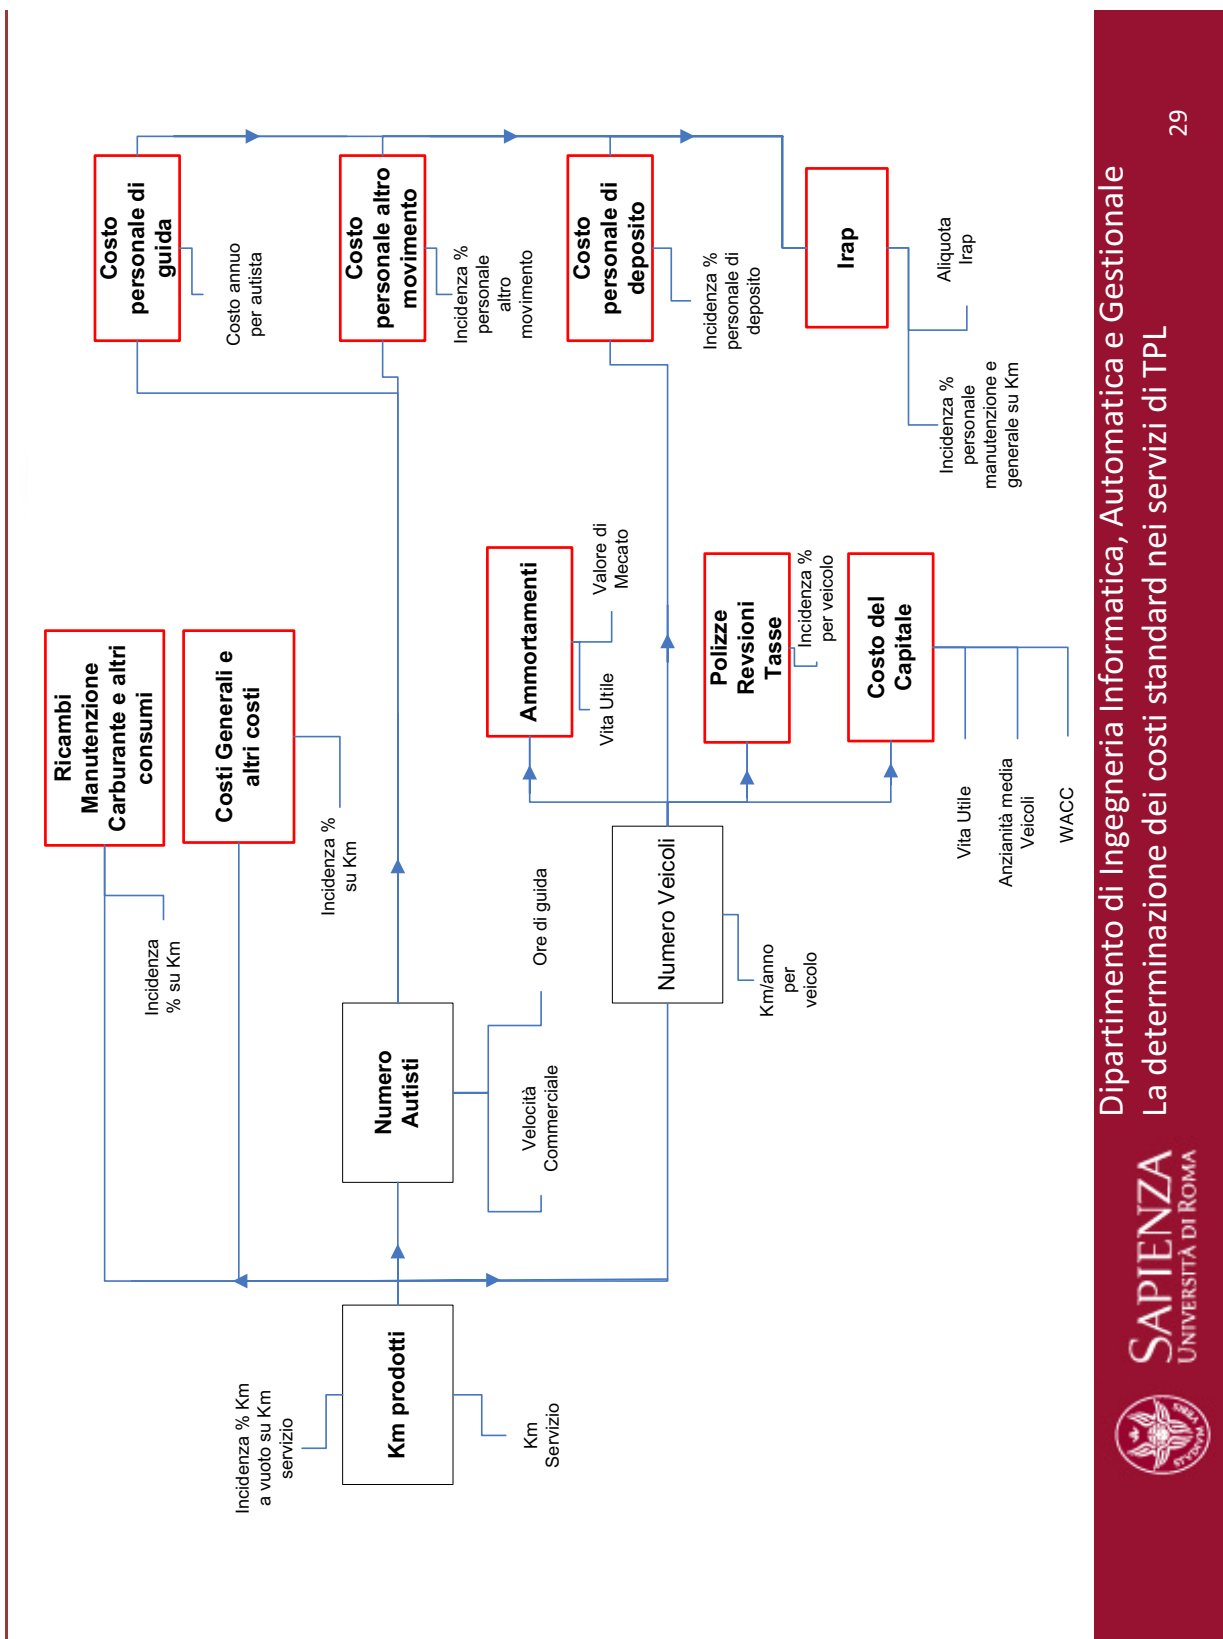 Incidenza % Km
a vuoto su Km
servizio
Km prodotti
Km
Servizio
Numero
Autisti
Velocità
Commerciale
Ore di guida
Numero Veicoli
Km/anno
per
veicolo
Ricambi
Manutenzione
Carburante e altri
consumi
Incidenza
% su Km
Costi Generali e
altri costi
Incidenza %
su Km
Ammortamenti
Vita Utile
Valore di
Mecato
Polizze
Revsioni
Tasse
Incidenza %
per veicolo
Costo del
Capitale
Vita Utile
Anzianità media
Veicoli
WACC
Costo
personale di
guida
Costo annuo
per autista
Costo
personale altro
movimento
Incidenza %
personale
altro
movimento
Costo
personale di
deposito
Incidenza %
personale di
deposito
Irap
Incidenza %
personale
manutenzione e
generale su Km
Aliquota
Irap
SAPIENZA
UNIVERSITÀ DI ROMA
Dipartimento di Ingegneria Informatica, Automatica e Gestionale
La determinazione dei costi standard nei servizi di TPL
29